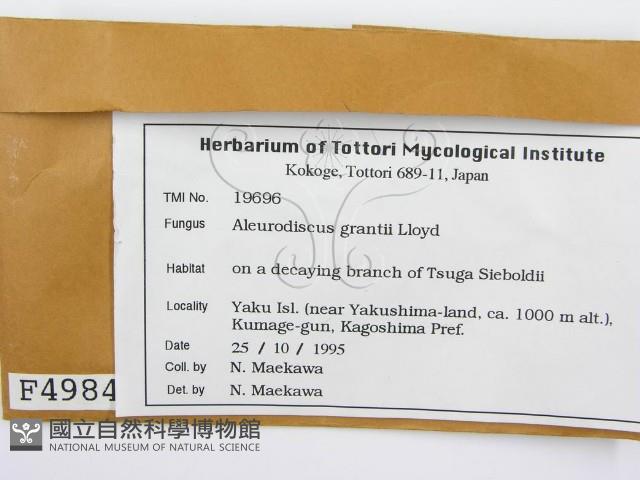 Herbarium of Tottori Mycological Institute
Kokoge, Tottori 689-11, Japan
TMI No. 19696
Fungus Aleurodiscus grantii Lloyd
Habitat on a decaying branch of Tsuga Sieboldii
Locality Yaku Isl. (near Yakushima-land, ca. 1000 m alt.),
Kumage-gun, Kagoshima Pref.
Date 25 / 10 / 1995
Coll. by N. Maekawa
Det. by N. Maekawa
F4984
國立自然科學博物館
NATIONAL MUSEUM OF NATURAL SCIENCE